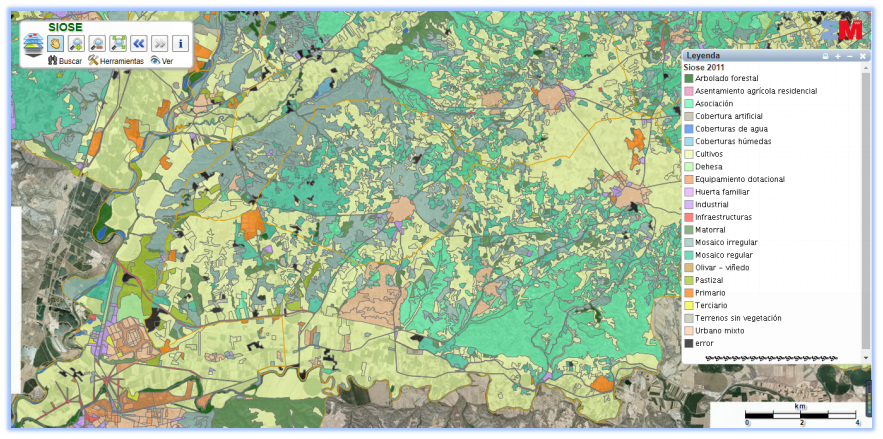 SIOSE
Buscar Herramientas Ver
M
Leyenda
Siose 2011
Arbolado forestal
Asentamiento agrícola residencial
Asociación
Cobertura artificial
Coberturas de agua
Coberturas húmedas
Cultivos
Dehesa
Equipamiento dotacional
Huerta familiar
Industrial
Infraestructuras
Matorral
Mosaico irregular
Mosaico regular
Olivar - viñedo
Pastizal
Primario
Terciario
Terrenos sin vegetación
Urbano mixto
error
km
0 2 4